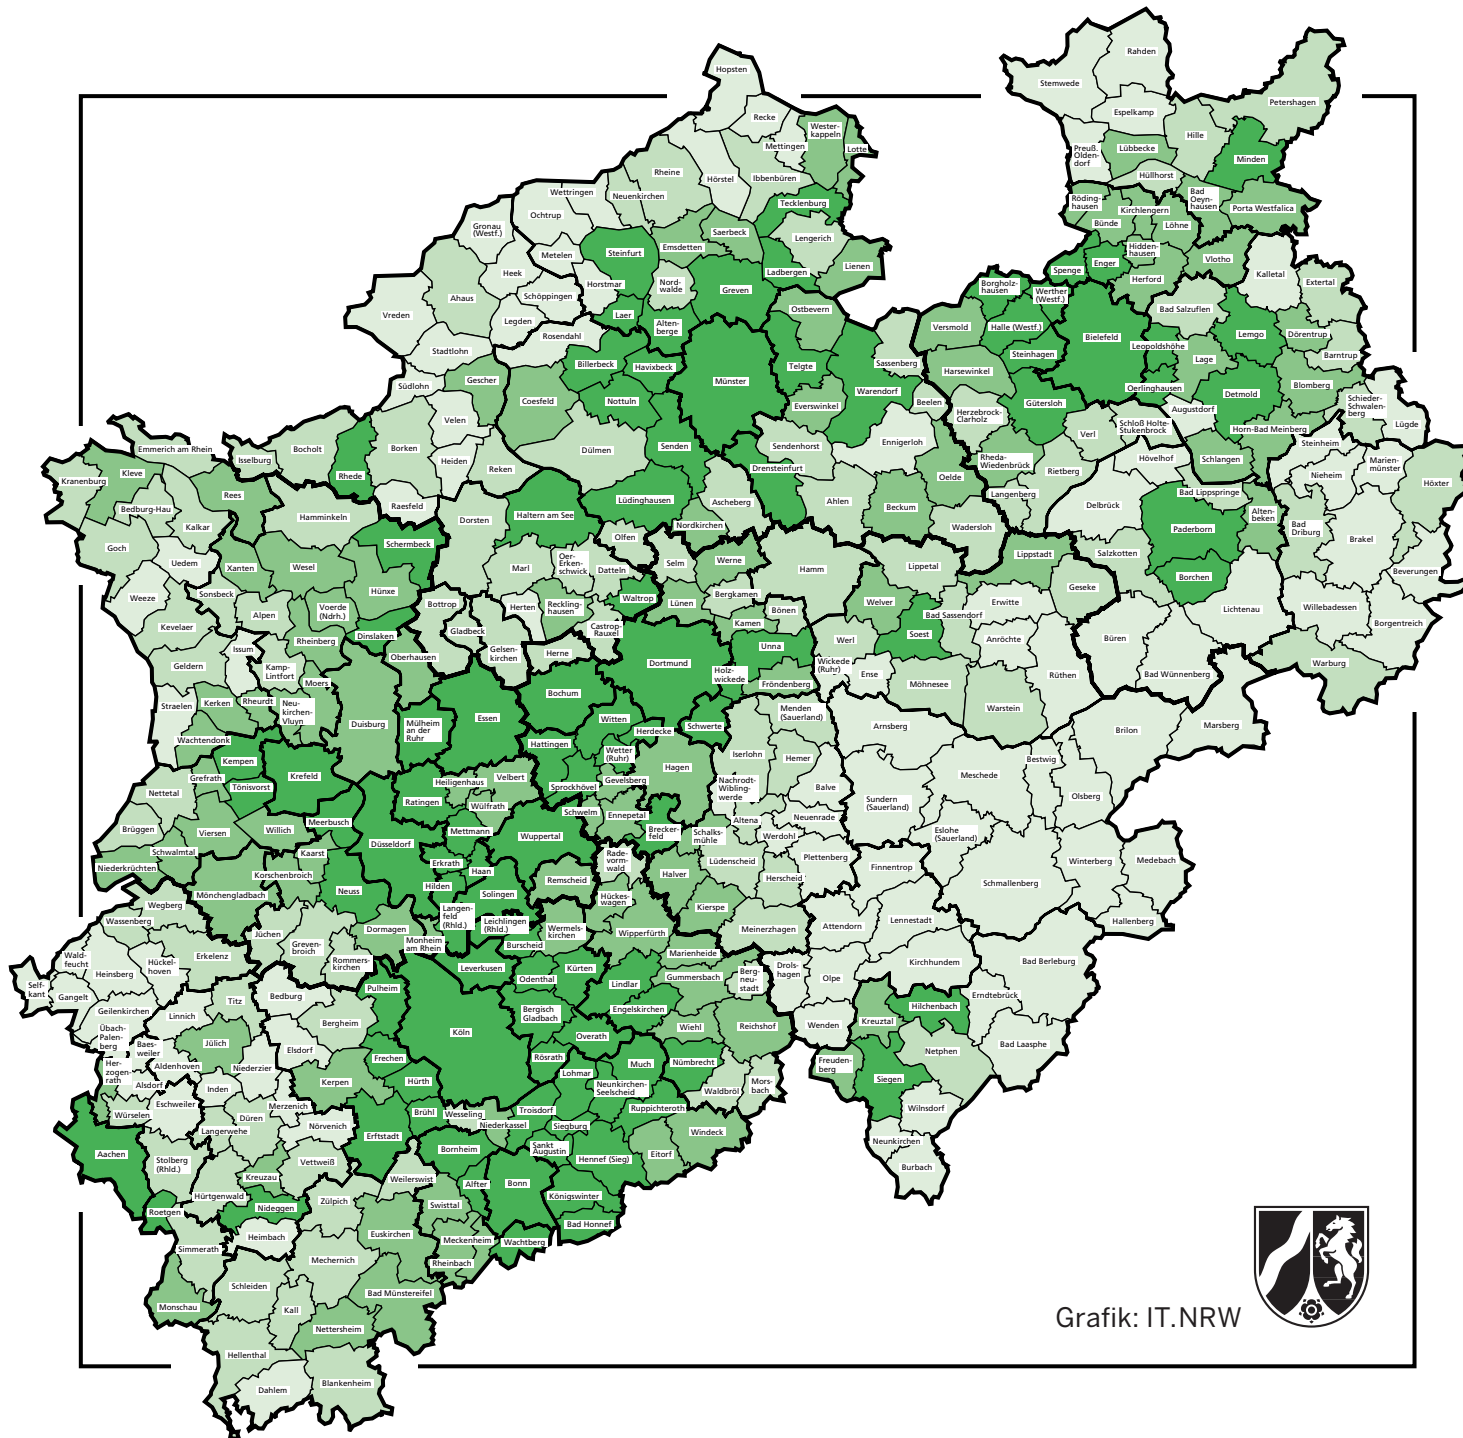 Hopsten
Rahden
Stemwede
Petershagen
Espelkamp
Recke
Wester-
kappeln
Hille
Mettingen
Lotte
Preuß.
Olden-
dorf
Lübbecke
Minden
Rheine
Hörstel
Ibbenbüren
Hüllhorst
Wettringen
Neuenkirchen
Bad
Oeyn-
hausen
Röding-
hausen
Tecklenburg
Kirchlengern
Porta Westfalica
Ochtrup
Bünde
Löhne
Gronau
(Westf.)
Saerbeck
Lengerich
Emsdetten
Hidden-
hausen
Metelen
Steinfurt
Vlotho
Enger
Spenge
Lienen
Ladbergen
Heek
Kalletal
Herford
Extertal
Horstmar
Nord-
walde
Greven
Borgholz-
hausen
Werther
(Westf.)
Schöppingen
Ahaus
Ostbevern
Bad Salzuflen
Vreden
Laer
Legden
Alten-
berge
Versmold
Halle (Westf.)
Rosendahl
Bielefeld
Lemgo
Dörentrup
Leopoldshöhe
Stadtlohn
Steinhagen
Barntrup
Lage
Billerbeck
Havixbeck
Telgte
Sassenberg
Harsewinkel
Gescher
Münster
Südlohn
Blomberg
Oerlinghausen
Detmold
Warendorf
Coesfeld
Nottuln
Everswinkel
Beelen
Gütersloh
Schieder-
Schwalen-
berg
Herzebrock-
Clarholz
Augustdorf
Velen
Schloß Holte-
Stukenbrock
Lügde
Horn-Bad Meinberg
Verl
Ennigerloh
Steinheim
Senden
Sendenhorst
Borken
Bocholt
Emmerich am Rhein
Dülmen
Rheda-
Wiedenbrück
Hövelhof
Schlangen
Marien-
münster
Isselburg
Heiden
Reken
Drensteinfurt
Rietberg
Kleve
Rhede
Nieheim
Oelde
Kranenburg
Höxter
Rees
Langenberg
Bad Lippspringe
Lüdinghausen
Ascheberg
Ahlen
Raesfeld
Delbrück
Bedburg-Hau
Beckum
Alten-
beken
Haltern am See
Hamminkeln
Dorsten
Nordkirchen
Wadersloh
Kalkar
Bad
Driburg
Paderborn
Olfen
Brakel
Schermbeck
Goch
Salzkotten
Lippstadt
Oer-
Erken-
schwick
Selm
Werne
Uedem
Lippetal
Xanten
Wesel
Marl
Datteln
Hamm
Beverungen
Borchen
Geseke
Hünxe
Sonsbeck
Weeze
Waltrop
Bergkamen
Lünen
Welver
Erwitte
Bottrop
Herten
Reckling-
hausen
Bönen
Willebadessen
Lichtenau
Voerde
(Ndrh.)
Alpen
Bad Sassendorf
Kamen
Borgentreich
Kevelaer
Gladbeck
Castrop-
Rauxel
Soest
Dinslaken
Werl
Anröchte
Büren
Rheinberg
Unna
Issum
Gelsen-
kirchen
Herne
Oberhausen
Wickede
(Ruhr)
Dortmund
Warburg
Geldern
Kamp-
Lintfort
Holz-
wickede
Ense
Rüthen
Bad Wünnenberg
Moers
Fröndenberg
Möhnesee
Bochum
Kerken
Rheurdt
Neu-
kirchen-
Vluyn
Straelen
Menden
(Sauerland)
Warstein
Essen
Witten
Duisburg
Mülheim
an der
Ruhr
Schwerte
Arnsberg
Marsberg
Herdecke
Brilon
Wachtendonk
Hattingen
Wetter
(Ruhr)
Iserlohn
Hemer
Bestwig
Kempen
Krefeld
Hagen
Meschede
Grefrath
Velbert
Heiligenhaus
Gevelsberg
Sprockhövel
Nachrodt-
Wibling-
werde
Balve
Tönisvorst
Nettetal
Olsberg
Ratingen
Wülfrath
Sundern
(Sauerland)
Schwelm
Ennepetal
Neuenrade
Altena
Meerbusch
Mettmann
Wuppertal
Brecker-
feld
Schalks-
mühle
Werdohl
Eslohe
(Sauerland)
Brüggen
Viersen
Willich
Düsseldorf
Schwalmtal
Kaarst
Plettenberg
Rade-
vorm-
wald
Lüdenscheid
Winterberg
Medebach
Erkrath
Haan
Niederkrüchten
Finnentrop
Korschenbroich
Halver
Herscheid
Remscheid
Schmallenberg
Hilden
Neuss
Solingen
Mönchengladbach
Hückes-
wagen
Kierspe
Wegberg
Langen-
feld
(Rhld.)
Leichlingen
(Rhld.)
Hallenberg
Wassenberg
Lennestadt
Attendorn
Dormagen
Wermels-
kirchen
Meinerzhagen
Jüchen
Wipperfürth
Monheim
am Rhein
Burscheid
Greven-
broich
Marienheide
Erkelenz
Wald-
feucht
Rommers-
kirchen
Kirchhundem
Bad Berleburg
Hückel-
hoven
Leverkusen
Kürten
Drols-
hagen
Heinsberg
Odenthal
Gummersbach
Berg-
neu-
stadt
Olpe
Self-
kant
Gangelt
Pulheim
Lindlar
Bedburg
Titz
Erndtebrück
Engelskirchen
Hilchenbach
Geilenkirchen
Linnich
Bergisch
Gladbach
Bergheim
Kreuztal
Wenden
Wiehl
Reichshof
Übach-
Palen-
berg
Köln
Overath
Jülich
Bad Laasphe
Baes-
weiler
Elsdorf
Netphen
Rösrath
Frechen
Her-
zogen-
rath
Aldenhoven
Niederzier
Much
Nümbrecht
Freuden-
berg
Lohmar
Alsdorf
Kerpen
Hürth
Siegen
Inden
Neunkirchen-
Seelscheid
Mors-
bach
Waldbröl
Eschweiler
Merzenich
Wilnsdorf
Würselen
Düren
Brühl
Wesseling
Troisdorf
Ruppichteroth
Langerwehe
Nörvenich
Niederkassel
Siegburg
Windeck
Erftstadt
Neunkirchen
Aachen
Bornheim
Sankt
Augustin
Eitorf
Stolberg
(Rhld.)
Vettweiß
Hennef (Sieg)
Burbach
Kreuzau
Weilerswist
Alfter
Bonn
Hürtgenwald
Zülpich
Königswinter
Roetgen
Nideggen
Swisttal
Bad Honnef
Heimbach
Euskirchen
Meckenheim
Wachtberg
Simmerath
Mechernich
Rheinbach
Schleiden
Bad Münstereifel
Monschau
Kall
Nettersheim
Hellenthal
Blankenheim
Dahlem
Grafik: IT.NRW